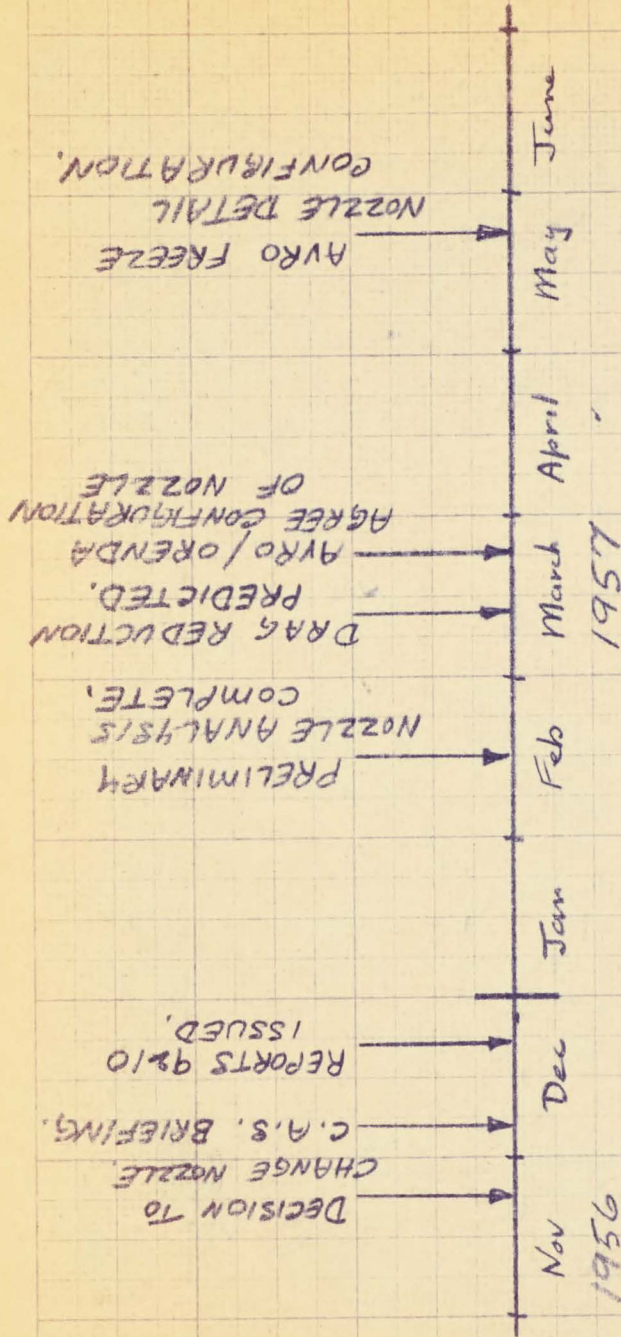 DECISION TO
CHANGE NOZZLE.
C.A.S. BRIEFING.
REPORTS 9&10
ISSUED.
PRELIMINARY
NOZZLE ANALYSIS
COMPLETE.
DRAG REDUCTION
PREDICTED.
AVRO/ORENDA
AGREE CONFIGURATION
OF NOZZLE
AVRO FREEZE
NOZZLE DETAIL
CONFIGURATION.
Nov
Dec
Jan
Feb
March
April
May
June
1956
1957